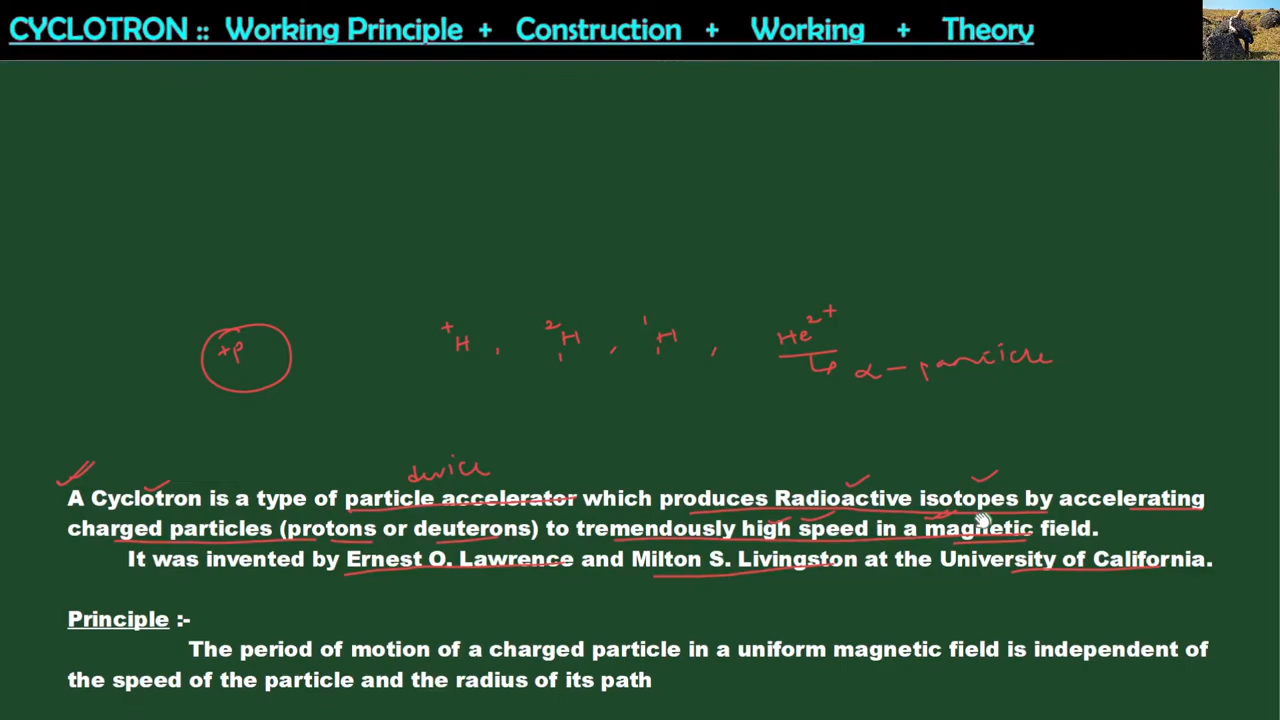 CYCLOTRON :: Working Principle + Construction + Working + Theory
+P
+H , ²₁H , ¹₁H , He²⁺
α - particle
device
A Cyclotron is a type of particle accelerator which produces Radioactive isotopes by accelerating
charged particles (protons or deuterons) to tremendously high speed in a magnetic field.
It was invented by Ernest O. Lawrence and Milton S. Livingston at the University of California.
Principle :-
The period of motion of a charged particle in a uniform magnetic field is independent of
the speed of the particle and the radius of its path